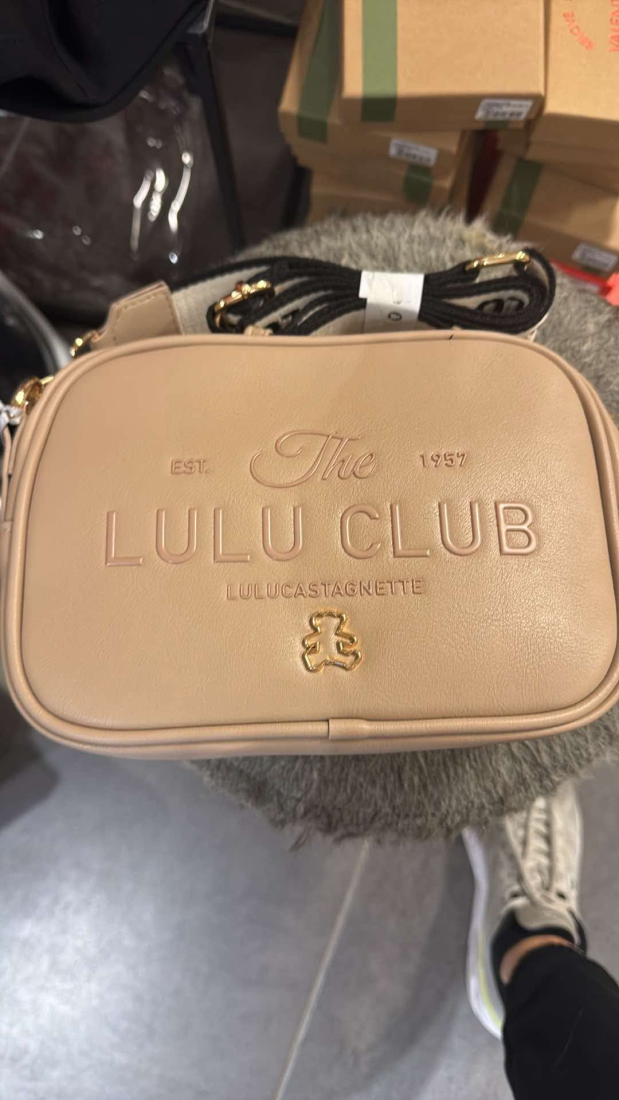 EST. The 1957
LULU CLUB
LULUCASTAGNETTE